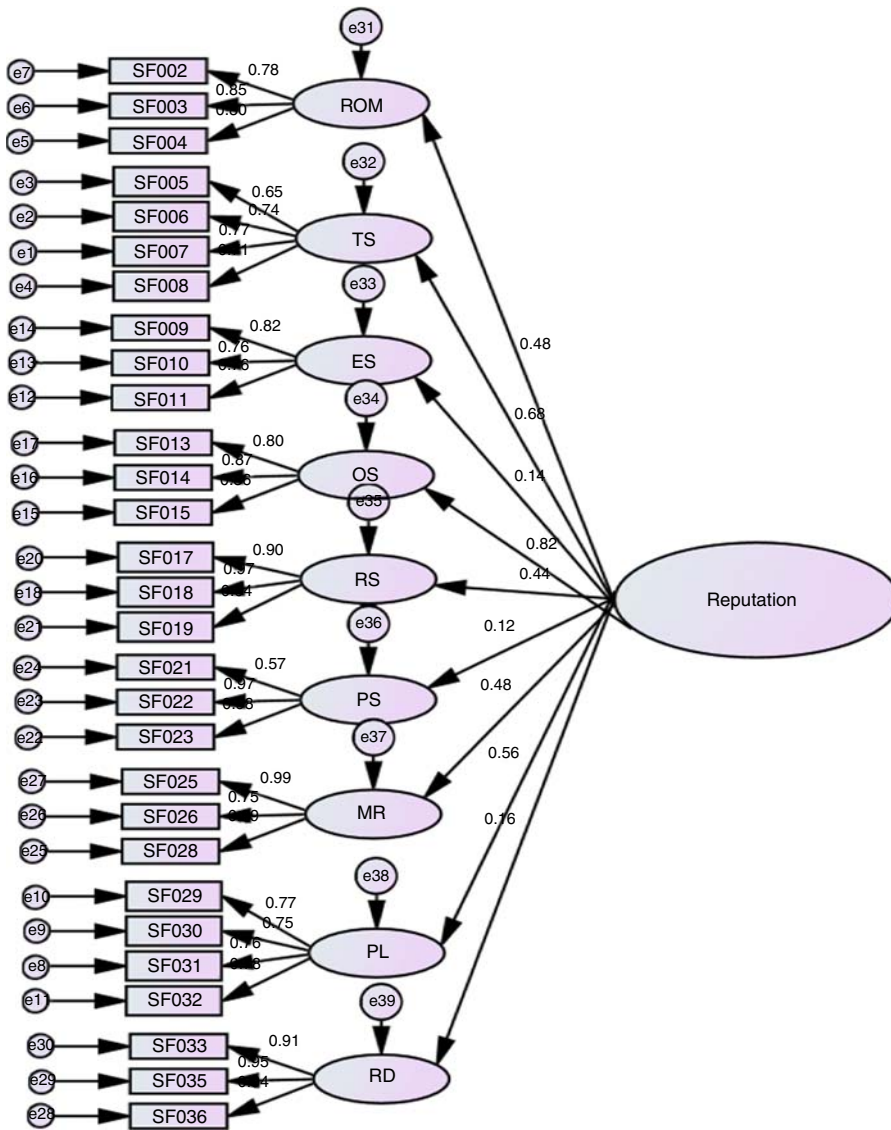 e31
e7 SF002 0.78
e6 SF003 0.85 ROM
e5 SF004
e32
e3 SF005 0.65
e2 SF006 0.74
e1 SF007 0.77 TS
e4 SF008
e33
e14 SF009 0.82 0.48
e13 SF010 0.76 ES
e12 SF011
e34
0.68
e17 SF013 0.80
e16 SF014 0.87 OS 0.14
e15 SF015 e35
e20 SF017 0.90 0.82
e18 SF018 0.97 RS 0.44
e21 SF019 Reputation
e36 0.12
e24 SF021 0.57
e23 SF022 0.97 PS 0.48
e22 SF023
e37 0.56
e27 SF025 0.99
e26 SF026 0.75 MR 0.16
e25 SF028
e38
e10 SF029 0.77
e9 SF030 0.75
e8 SF031 0.76 PL
e11 SF032
e39
e30 SF033 0.91
e29 SF035 0.95 RD
e28 SF036